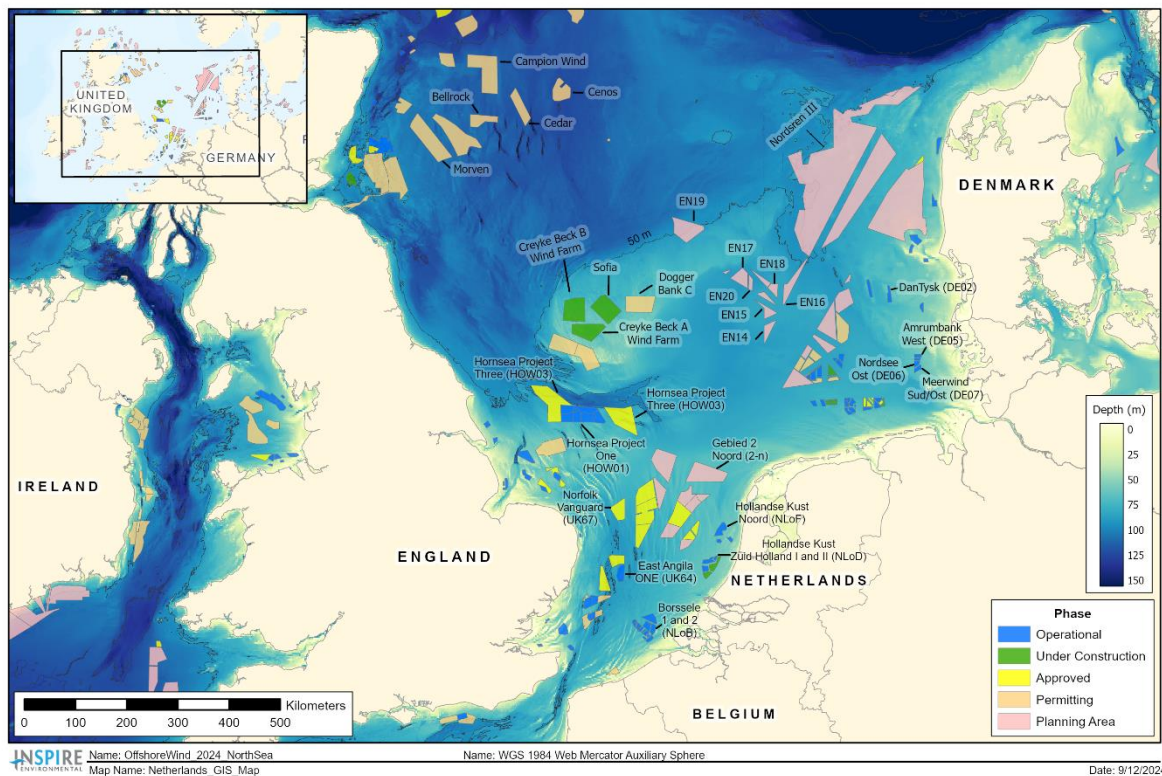 UNITED
KINGDOM
GERMANY
Campion Wind
Bellrock
Cenos
Cedar
Morven
Nordsren III
DENMARK
EN19
50 m
Creyke Beck B
Wind Farm
Sofia
Dogger
Bank C
EN17
EN18
EN20
EN16
EN15
EN14
DanTysk (DE02)
Creyke Beck A
Wind Farm
Amrumbank
West (DE05)
Nordsee
Ost (DE06)
Meerwind
Sud/Ost (DE07)
Hornsea Project
Three (HOW03)
Hornsea Project
Three (HOW03)
Hornsea Project
One
(HOW01)
Gebled 2
Noord (2-n)
IRELAND
Norfolk
Vanguard
(UK67)
Hollandse Kust
Noord (NLoF)
Hollandse Kust
Zuid Holland I and II (NLoD)
ENGLAND
East Angila
ONE (UK64)
NETHERLANDS
Borssele
1 and 2
(NLoB)
BELGIUM
Depth (m)
0
25
50
75
100
125
150
Phase
Operational
Under Construction
Approved
Permitting
Planning Area
Kilometers
0 100 200 300 400 500
INSPIRE
ENVIRONMENTAL
Name: OffshoreWind_2024_NorthSea
Name: WGS 1984 Web Mercator Auxiliary Sphere
Map Name: Netherlands_GIS_Map
Date: 9/12/2024